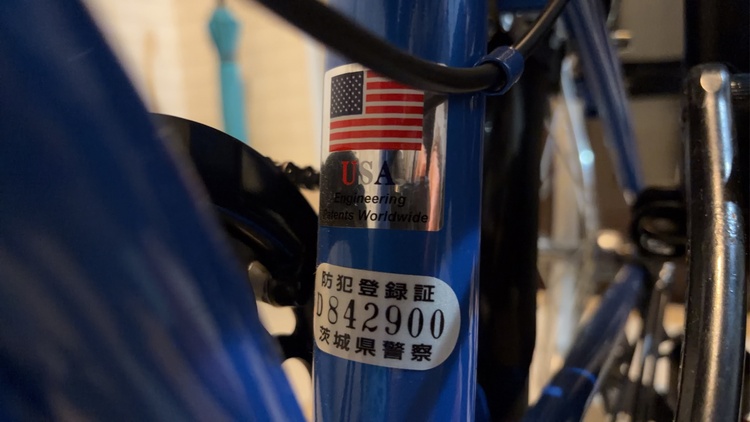 USA
Engineering
Patents Worldwide
防犯登録証
D842900
茨城県警察